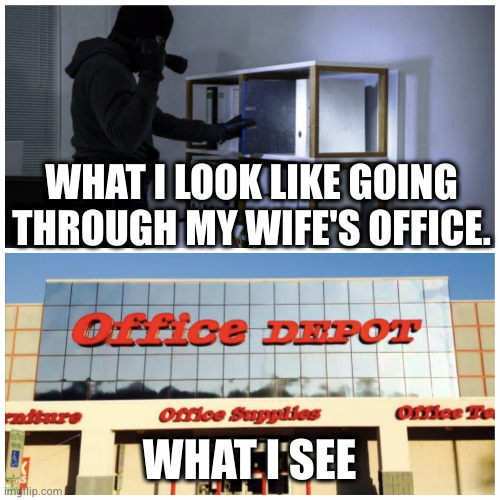 WHAT I LOOK LIKE GOING
THROUGH MY WIFE'S OFFICE.
Office DEPOT
rniture Office Supplies Office Te
WHAT I SEE
imgflip.com